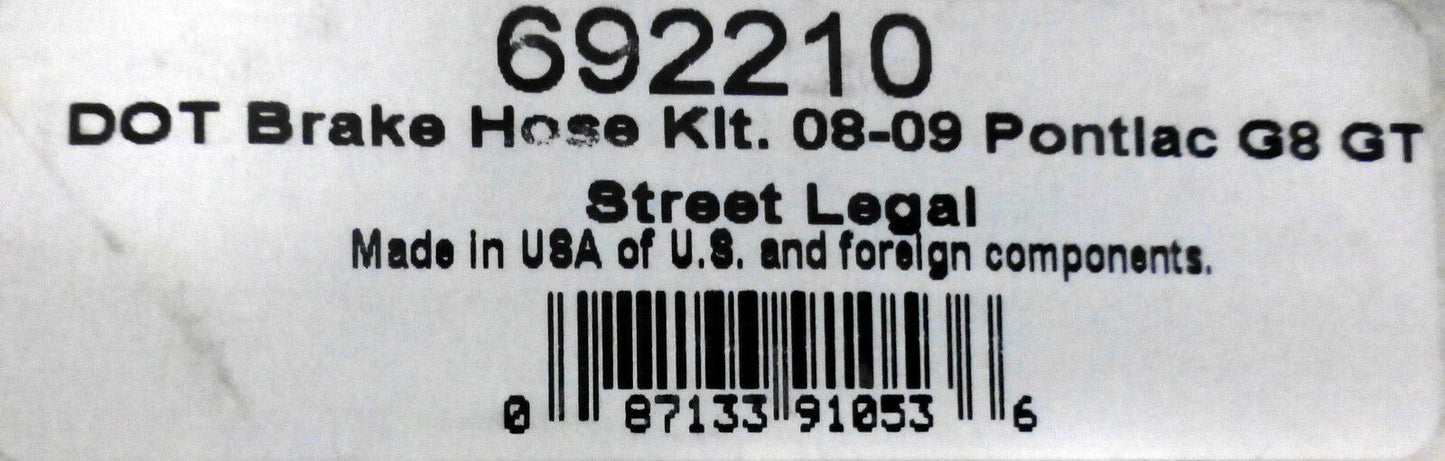 692210
DOT Brake Hose Kit. 08-09 Pontiac G8 GT
Street Legal
Made in USA of U.S. and foreign components.
0 87133 91053 6